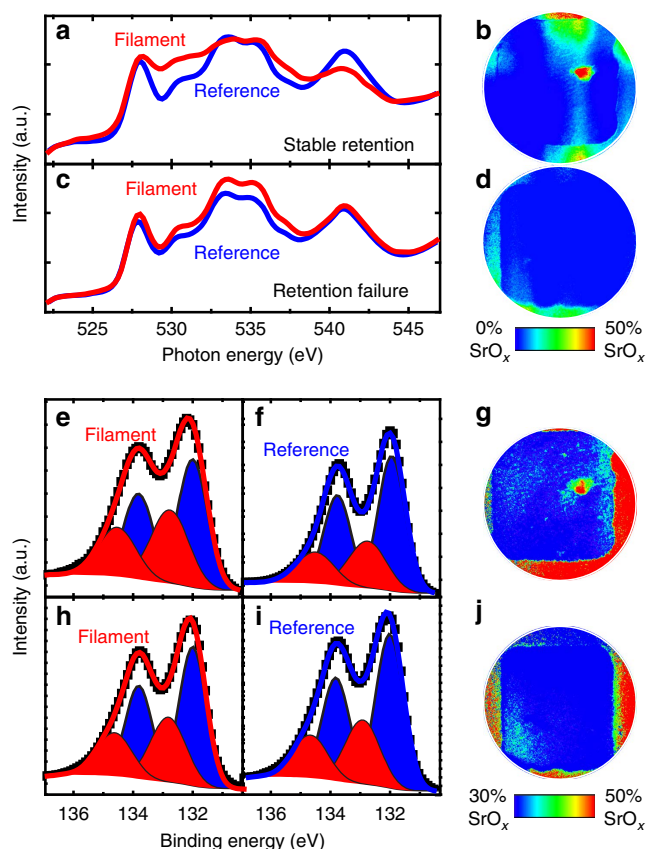 a
Filament
Reference
Stable retention
b
c
Filament
Reference
Retention failure
d
Intensity (a.u.)
525 530 535 540 545
Photon energy (eV)
0% SrOₓ
50% SrOₓ
e
Filament
f
Reference
g
h
Filament
i
Reference
j
Intensity (a.u.)
136 134 132 136 134 132
Binding energy (eV)
30% SrOₓ
50% SrOₓ